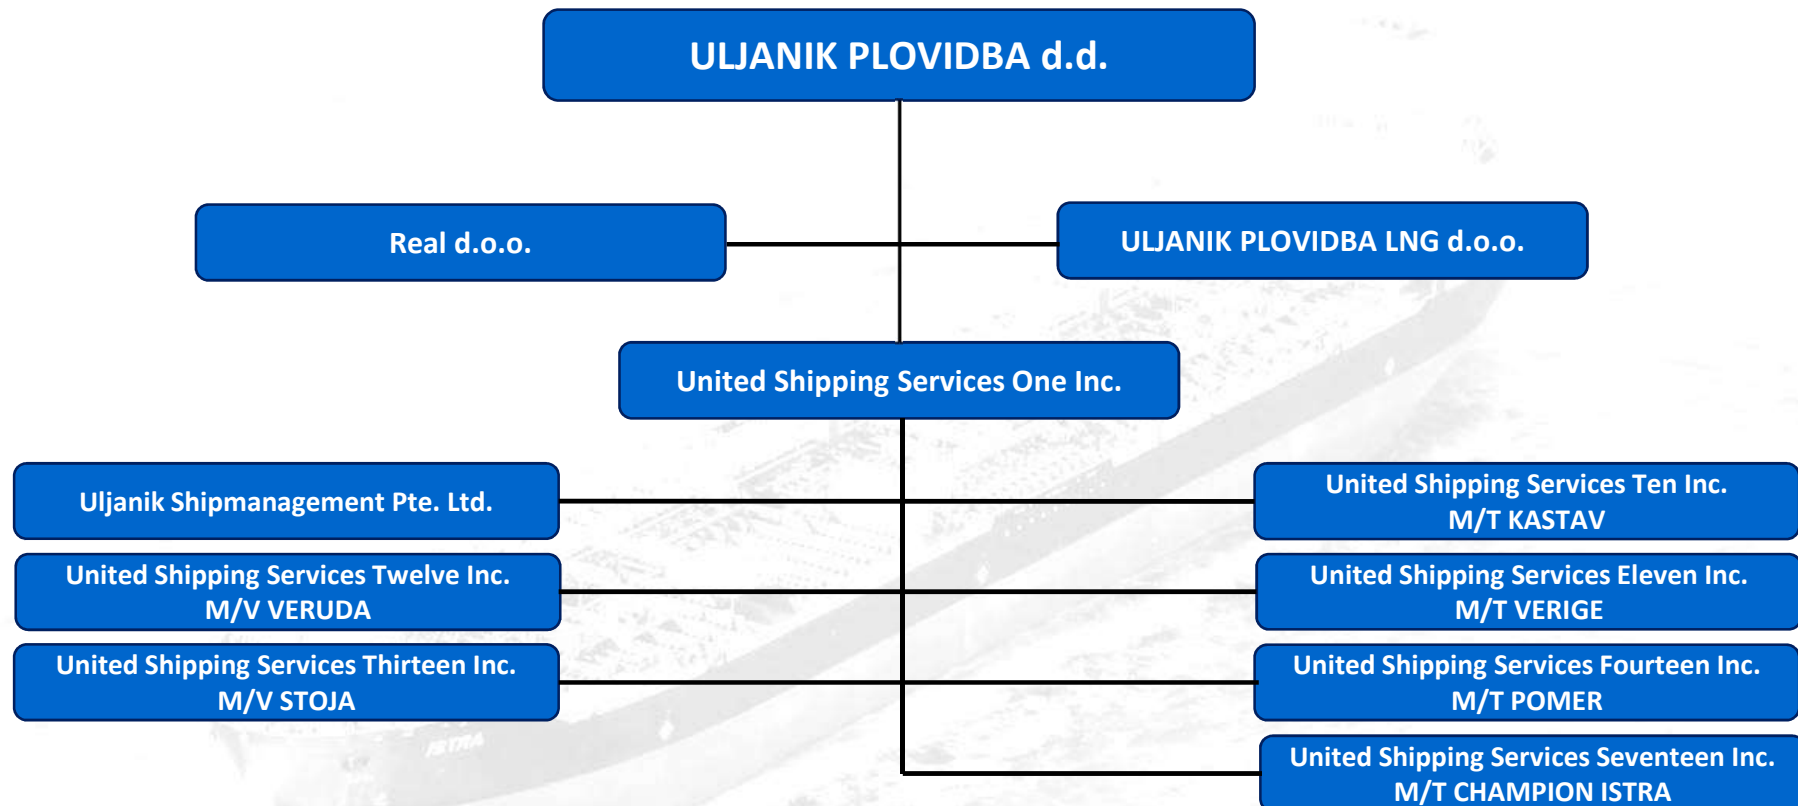 ULJANIK PLOVIDBA d.d.
Real d.o.o.
ULJANIK PLOVIDBA LNG d.o.o.
United Shipping Services One Inc.
Uljanik Shipmanagement Pte. Ltd.
United Shipping Services Ten Inc.
M/T KASTAV
United Shipping Services Twelve Inc.
M/V VERUDA
United Shipping Services Eleven Inc.
M/T VERIGE
United Shipping Services Thirteen Inc.
M/V STOJA
United Shipping Services Fourteen Inc.
M/T POMER
United Shipping Services Seventeen Inc.
M/T CHAMPION ISTRA
ISTRA